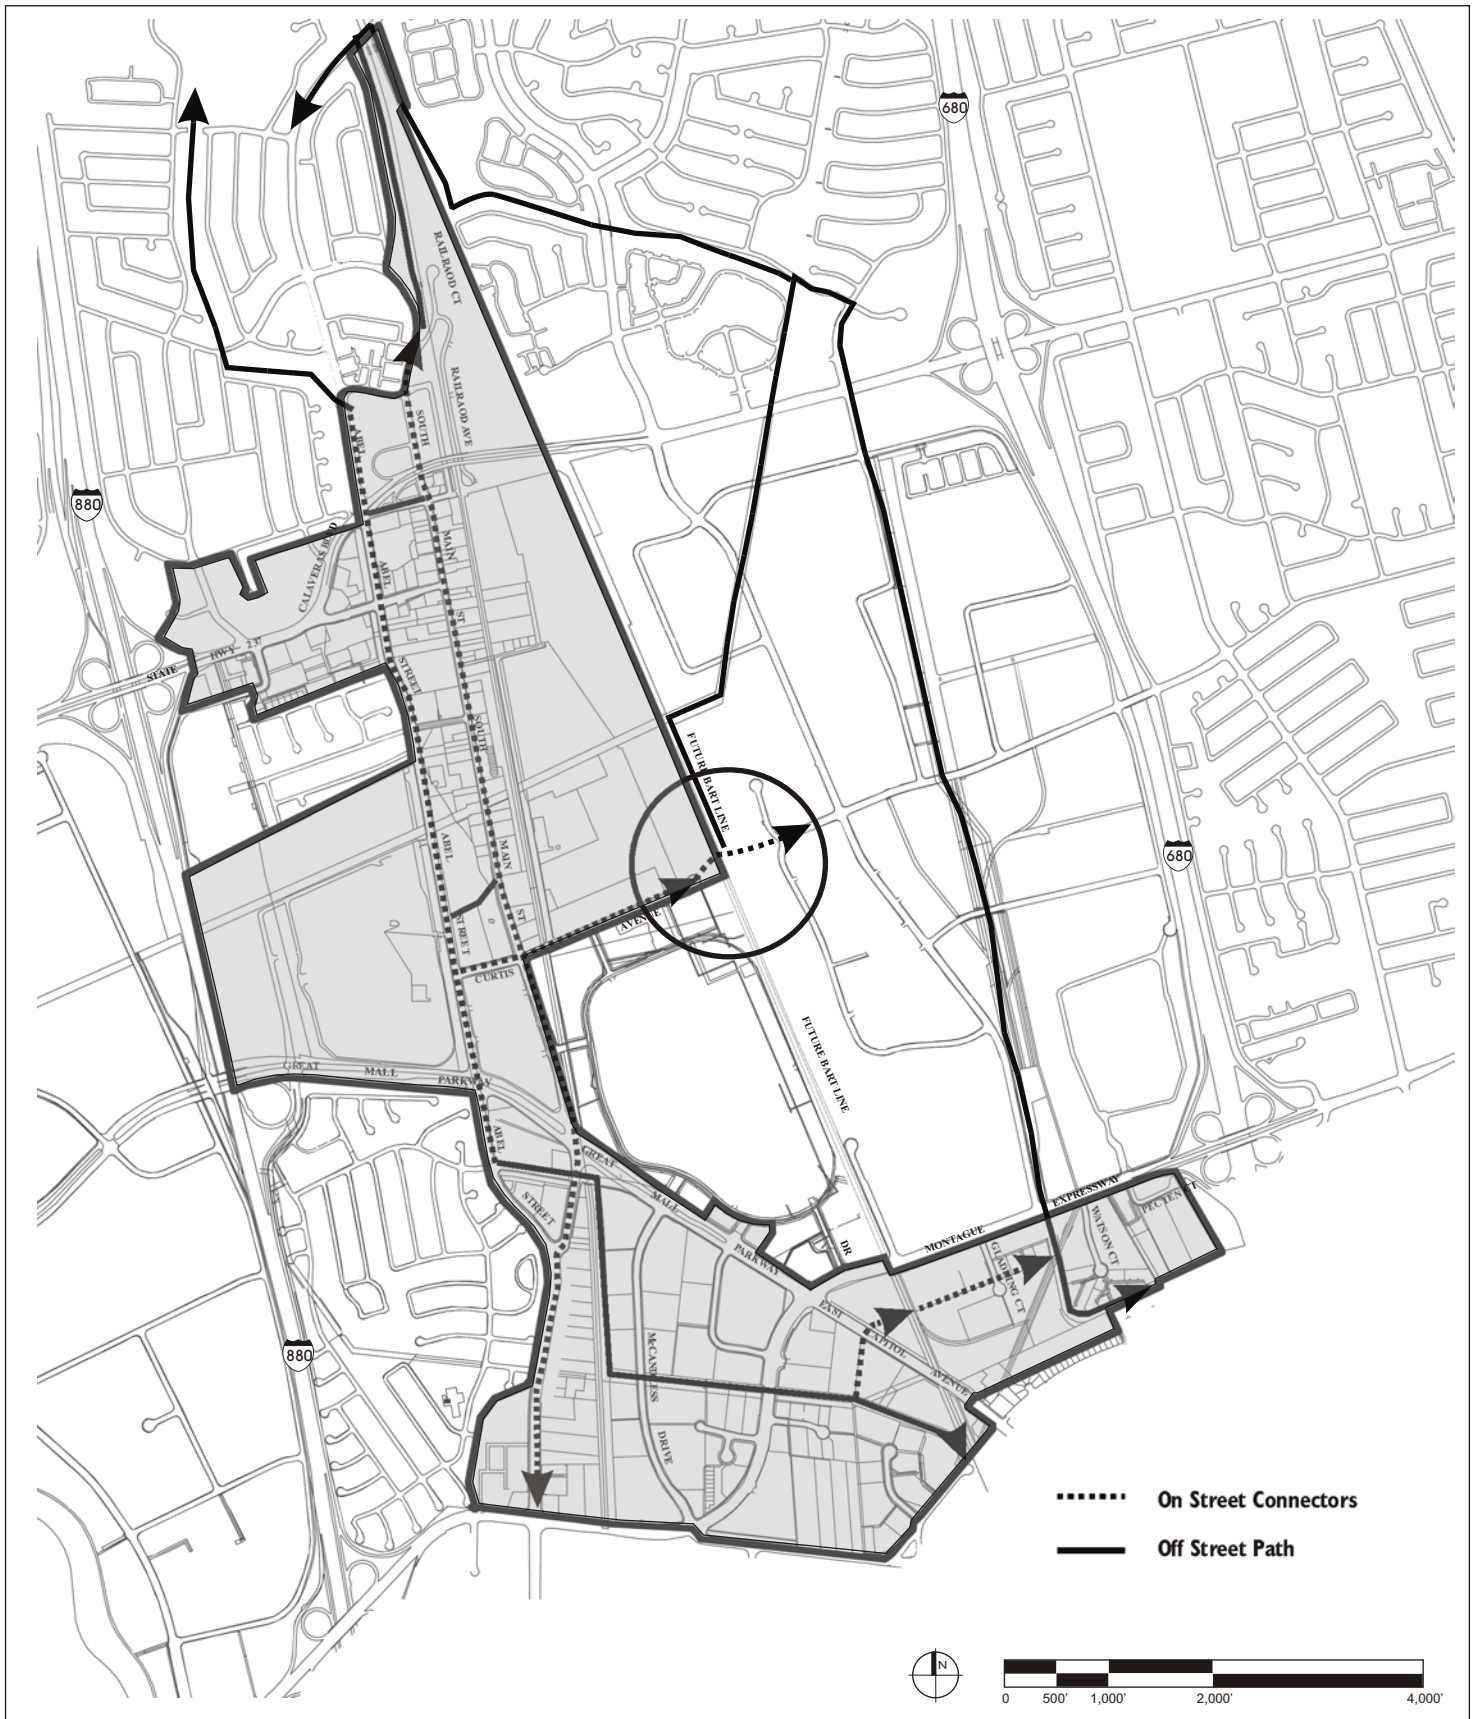 680
RAILRAOD CT
RAILRAOD AVE
SOUTH
ABEL
880
CALAVERAS BLVD
MAIN
ABEL
ST
STATE HWY 237
STREET
SOUTH
FUTURE BART LINE
ABEL
MAIN
680
ST
AVENUE
STREET
CURTIS
FUTURE BART LINE
GREAT MALL PARKWAY
ABEL
GREAT
MALL
PARKWAY
STREET
EXPRESSWAY
PECTEN CT
WATSON CT
MONTAGUE
DR
GLADDING CT
EAST
CAPITOL
AVENUE
880
McCANDLESS
DRIVE
On Street Connectors
Off Street Path
N
0 500' 1,000' 2,000' 4,000'